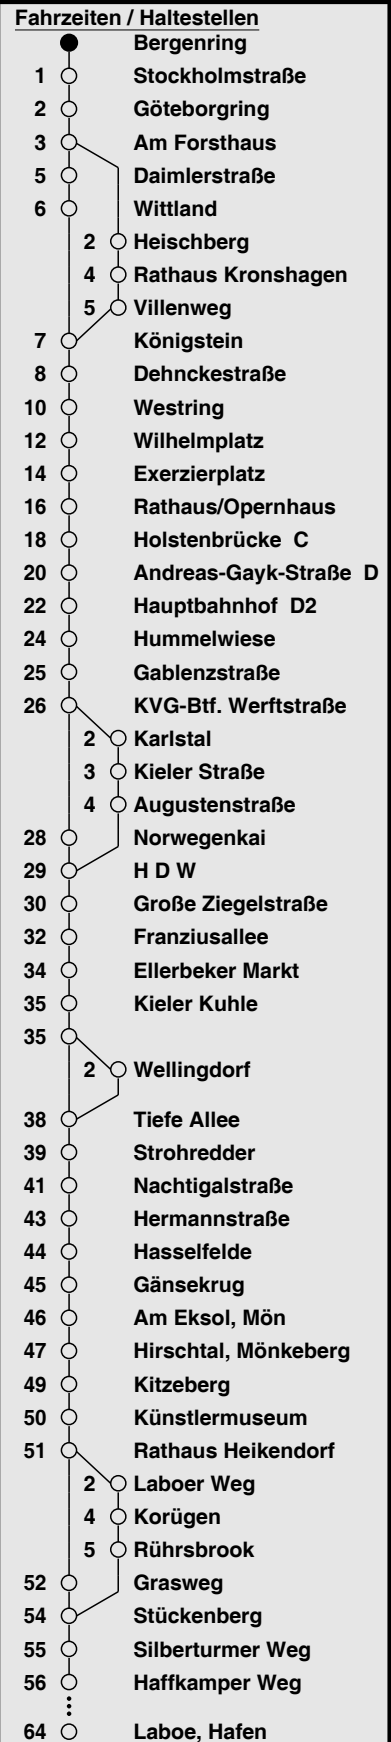 Fahrzeiten / Haltestellen
Bergenring
1 Stockholmstraße
2 Göteborgring
3 Am Forsthaus
5 Daimlerstraße
6 Wittland
2 Heischberg
4 Rathaus Kronshagen
5 Villenweg
7 Königstein
8 Dehnckestraße
10 Westring
12 Wilhelmplatz
14 Exerzierplatz
16 Rathaus/Opernhaus
18 Holstenbrücke C
20 Andreas-Gayk-Straße D
22 Hauptbahnhof D2
24 Hummelwiese
25 Gablenzstraße
26 KVG-Btf. Werftstraße
2 Karlstal
3 Kieler Straße
4 Augustenstraße
28 Norwegenkai
29 H D W
30 Große Ziegelstraße
32 Franziusallee
34 Ellerbeker Markt
35 Kieler Kuhle
35
2 Wellingdorf
38 Tiefe Allee
39 Strohredder
41 Nachtigalstraße
43 Hermannstraße
44 Hasselfelde
45 Gänsekrug
46 Am Eksol, Mön
47 Hirschtal, Mönkeberg
49 Kitzeberg
50 Künstlermuseum
51 Rathaus Heikendorf
2 Laboer Weg
4 Korügen
5 Rührsbrook
52 Grasweg
54 Stückenberg
55 Silberturmer Weg
56 Haffkamper Weg
64 Laboe, Hafen